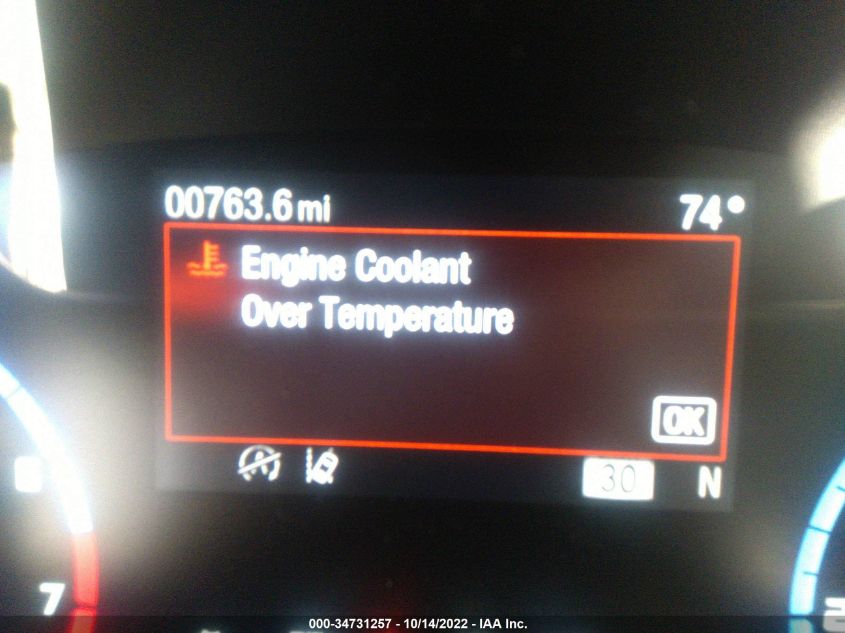 00763.6 mi 74°
Engine Coolant
Over Temperature
OK
30 N
7
000-34731257 - 10/14/2022 - IAA Inc.